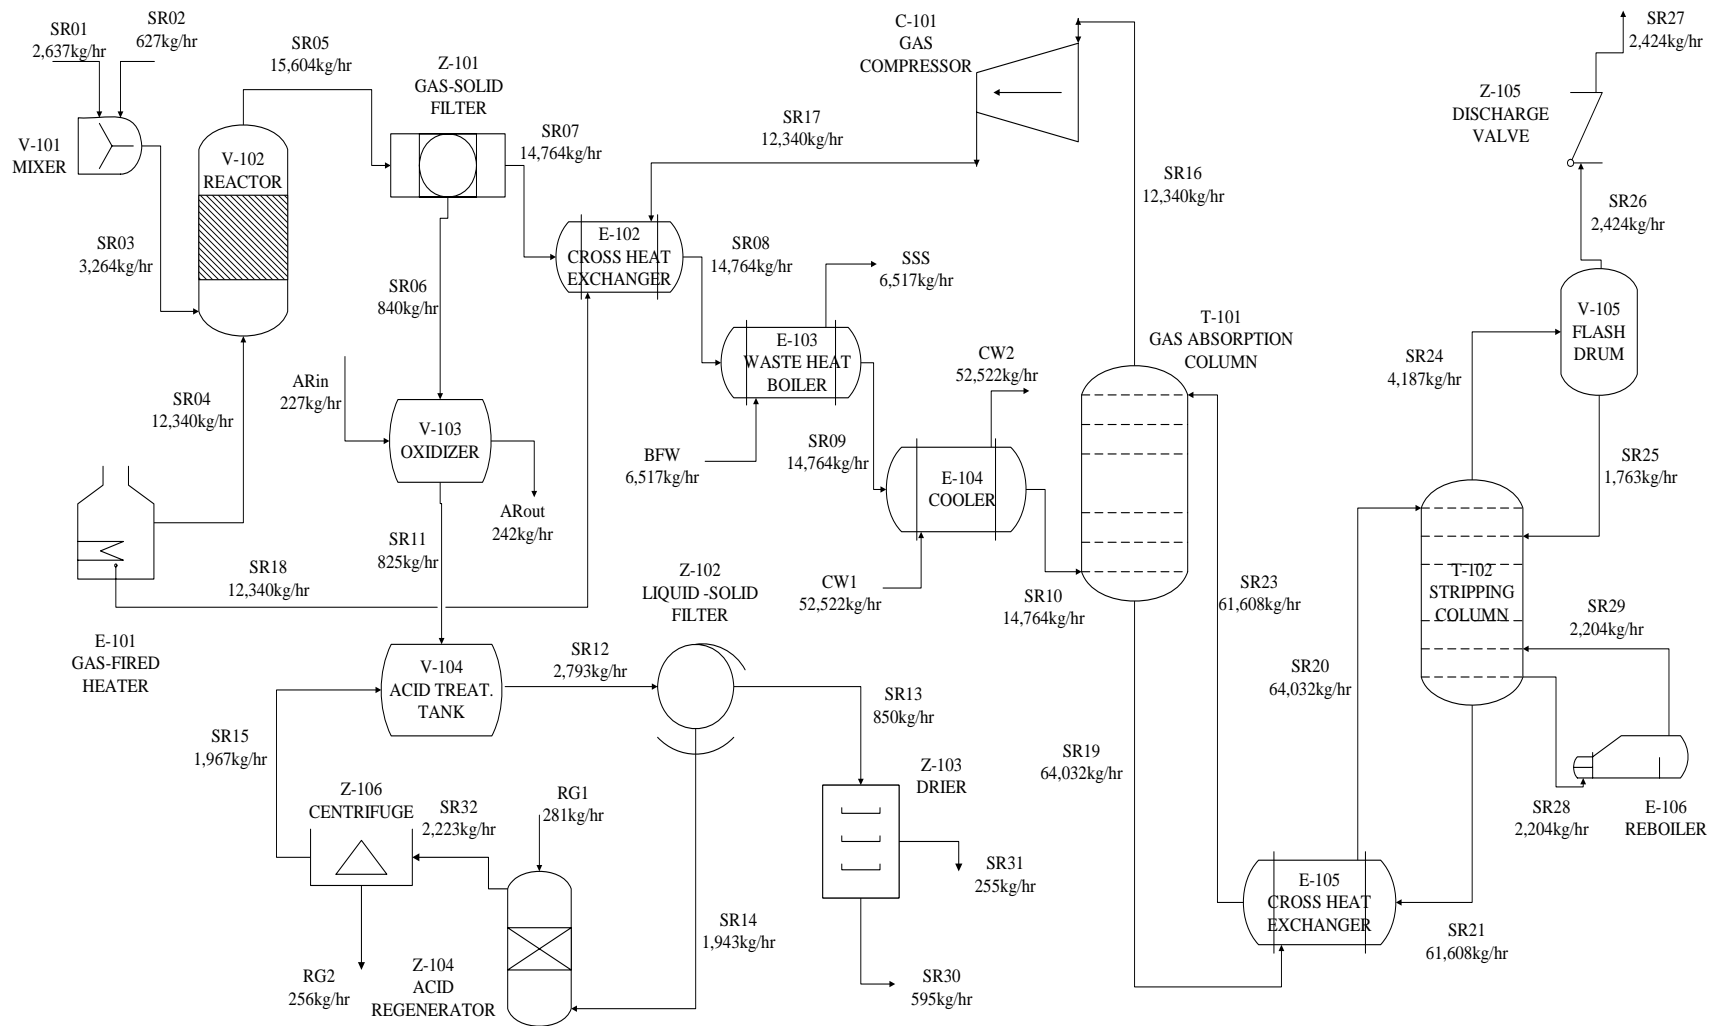 SR01
2,637kg/hr
SR02
627kg/hr
V-101
MIXER
SR03
3,264kg/hr
SR05
15,604kg/hr
V-102
REACTOR
SR04
12,340kg/hr
E-101
GAS-FIRED
HEATER
SR18
12,340kg/hr
Z-101
GAS-SOLID
FILTER
SR07
14,764kg/hr
SR06
840kg/hr
ARin
227kg/hr
V-103
OXIDIZER
ARout
242kg/hr
SR11
825kg/hr
E-102
CROSS HEAT
EXCHANGER
SR08
14,764kg/hr
SR17
12,340kg/hr
C-101
GAS
COMPRESSOR
SR16
12,340kg/hr
SSS
6,517kg/hr
E-103
WASTE HEAT
BOILER
BFW
6,517kg/hr
SR09
14,764kg/hr
CW2
52,522kg/hr
E-104
COOLER
CW1
52,522kg/hr
SR10
14,764kg/hr
T-101
GAS ABSORPTION
COLUMN
SR23
61,608kg/hr
SR19
64,032kg/hr
SR20
64,032kg/hr
E-105
CROSS HEAT
EXCHANGER
SR21
61,608kg/hr
T-102
STRIPPING
COLUMN
SR24
4,187kg/hr
SR25
1,763kg/hr
V-105
FLASH
DRUM
SR26
2,424kg/hr
Z-105
DISCHARGE
VALVE
SR27
2,424kg/hr
SR29
2,204kg/hr
SR28
2,204kg/hr
E-106
REBOILER
V-104
ACID TREAT.
TANK
SR12
2,793kg/hr
Z-102
LIQUID -SOLID
FILTER
SR13
850kg/hr
Z-103
DRIER
SR31
255kg/hr
SR30
595kg/hr
SR14
1,943kg/hr
SR15
1,967kg/hr
Z-106
CENTRIFUGE
SR32
2,223kg/hr
RG1
281kg/hr
RG2
256kg/hr
Z-104
ACID
REGENERATOR